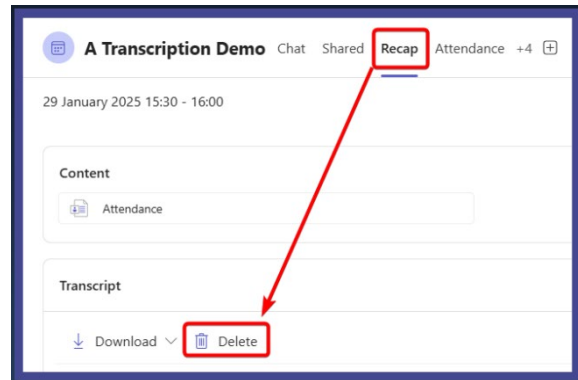 A Transcription Demo Chat Shared Recap Attendance +4
29 January 2025 15:30 - 16:00
Content
Attendance
Transcript
Download Delete